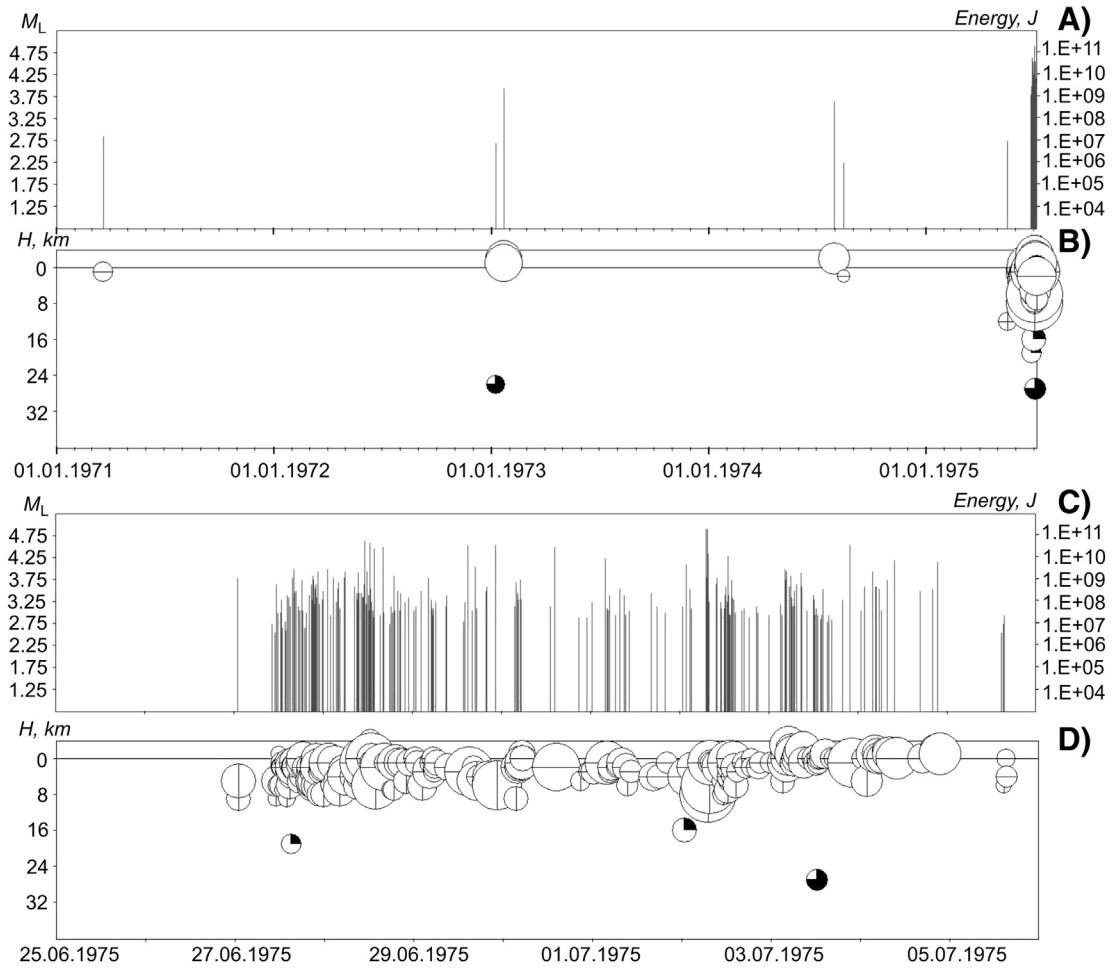 M_L Energy, J A)
4.75 1.E+11
4.25 1.E+10
3.75 1.E+09
3.25 1.E+08
2.75 1.E+07
2.25 1.E+06
1.75 1.E+05
1.25 1.E+04
H, km B)
0
8
16
24
32
01.01.1971 01.01.1972 01.01.1973 01.01.1974 01.01.1975
M_L Energy, J C)
4.75 1.E+11
4.25 1.E+10
3.75 1.E+09
3.25 1.E+08
2.75 1.E+07
2.25 1.E+06
1.75 1.E+05
1.25 1.E+04
H, km D)
0
8
16
24
32
25.06.1975 27.06.1975 29.06.1975 01.07.1975 03.07.1975 05.07.1975